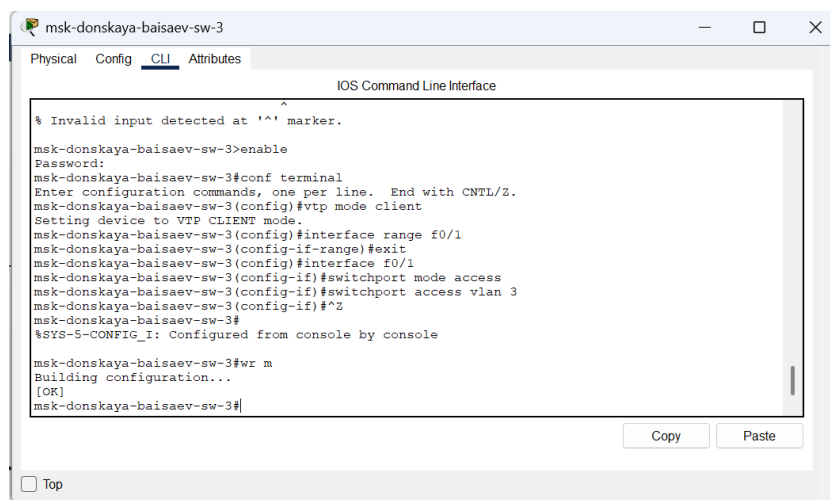 msk-donskaya-baisaev-sw-3
Physical Config CLI Attributes
IOS Command Line Interface
^
% Invalid input detected at '^' marker.
msk-donskaya-baisaev-sw-3>enable
Password:
msk-donskaya-baisaev-sw-3#conf terminal
Enter configuration commands, one per line.  End with CNTL/Z.
msk-donskaya-baisaev-sw-3(config)#vtp mode client
Setting device to VTP CLIENT mode.
msk-donskaya-baisaev-sw-3(config)#interface range f0/1
msk-donskaya-baisaev-sw-3(config-if-range)#exit
msk-donskaya-baisaev-sw-3(config)#interface f0/1
msk-donskaya-baisaev-sw-3(config-if)#switchport mode access
msk-donskaya-baisaev-sw-3(config-if)#switchport access vlan 3
msk-donskaya-baisaev-sw-3(config-if)#^Z
msk-donskaya-baisaev-sw-3#
%SYS-5-CONFIG_I: Configured from console by console
msk-donskaya-baisaev-sw-3#wr m
Building configuration...
[OK]
msk-donskaya-baisaev-sw-3#
Copy Paste
Top